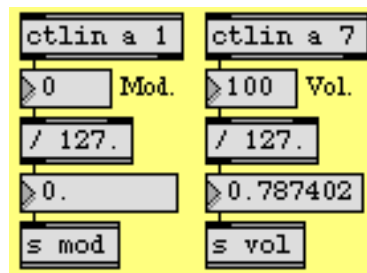 ctlin a 1 ctlin a 7
0 Mod. 100 Vol.
/ 127. / 127.
0. 0.787402
s mod s vol